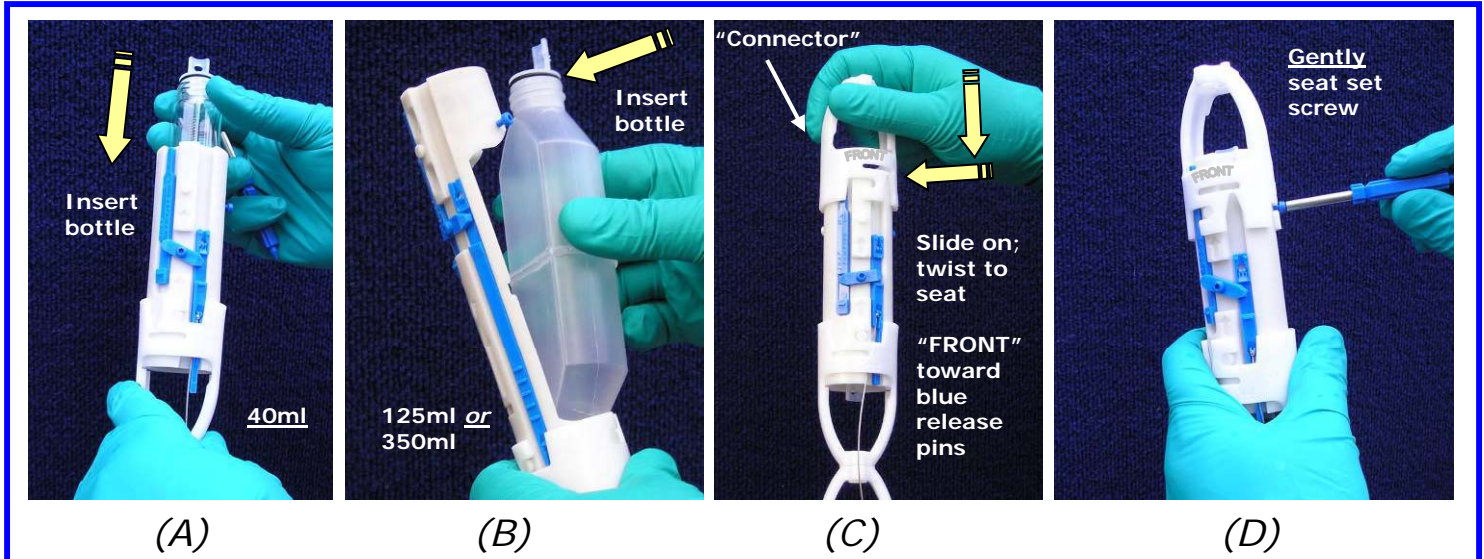 Insert
bottle
40ml
Insert
bottle
125ml or
350ml
"Connector"
FRONT
Slide on;
twist to
seat
"FRONT"
toward
blue
release
pins
Gently
seat set
screw
FRONT
(A)
(B)
(C)
(D)